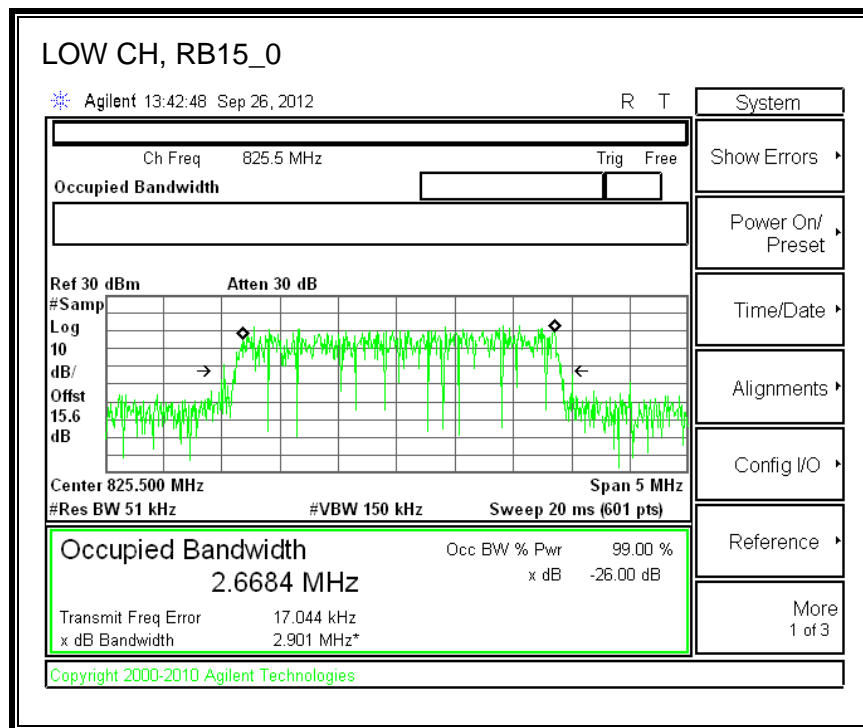 LOW CH, RB15_0
Agilent 13:42:48 Sep 26, 2012 R T
System
Ch Freq 825.5 MHz Trig Free
Occupied Bandwidth
Show Errors
Power On/
Preset
Time/Date
Alignments
Config I/O
Reference
More
1 of 3
Ref 30 dBm Atten 30 dB
#Samp
Log
10
dB/
Offst
15.6
dB
Center 825.500 MHz Span 5 MHz
#Res BW 51 kHz #VBW 150 kHz Sweep 20 ms (601 pts)
Occupied Bandwidth Occ BW % Pwr 99.00 %
2.6684 MHz x dB -26.00 dB
Transmit Freq Error 17.044 kHz
x dB Bandwidth 2.901 MHz*
Copyright 2000-2010 Agilent Technologies